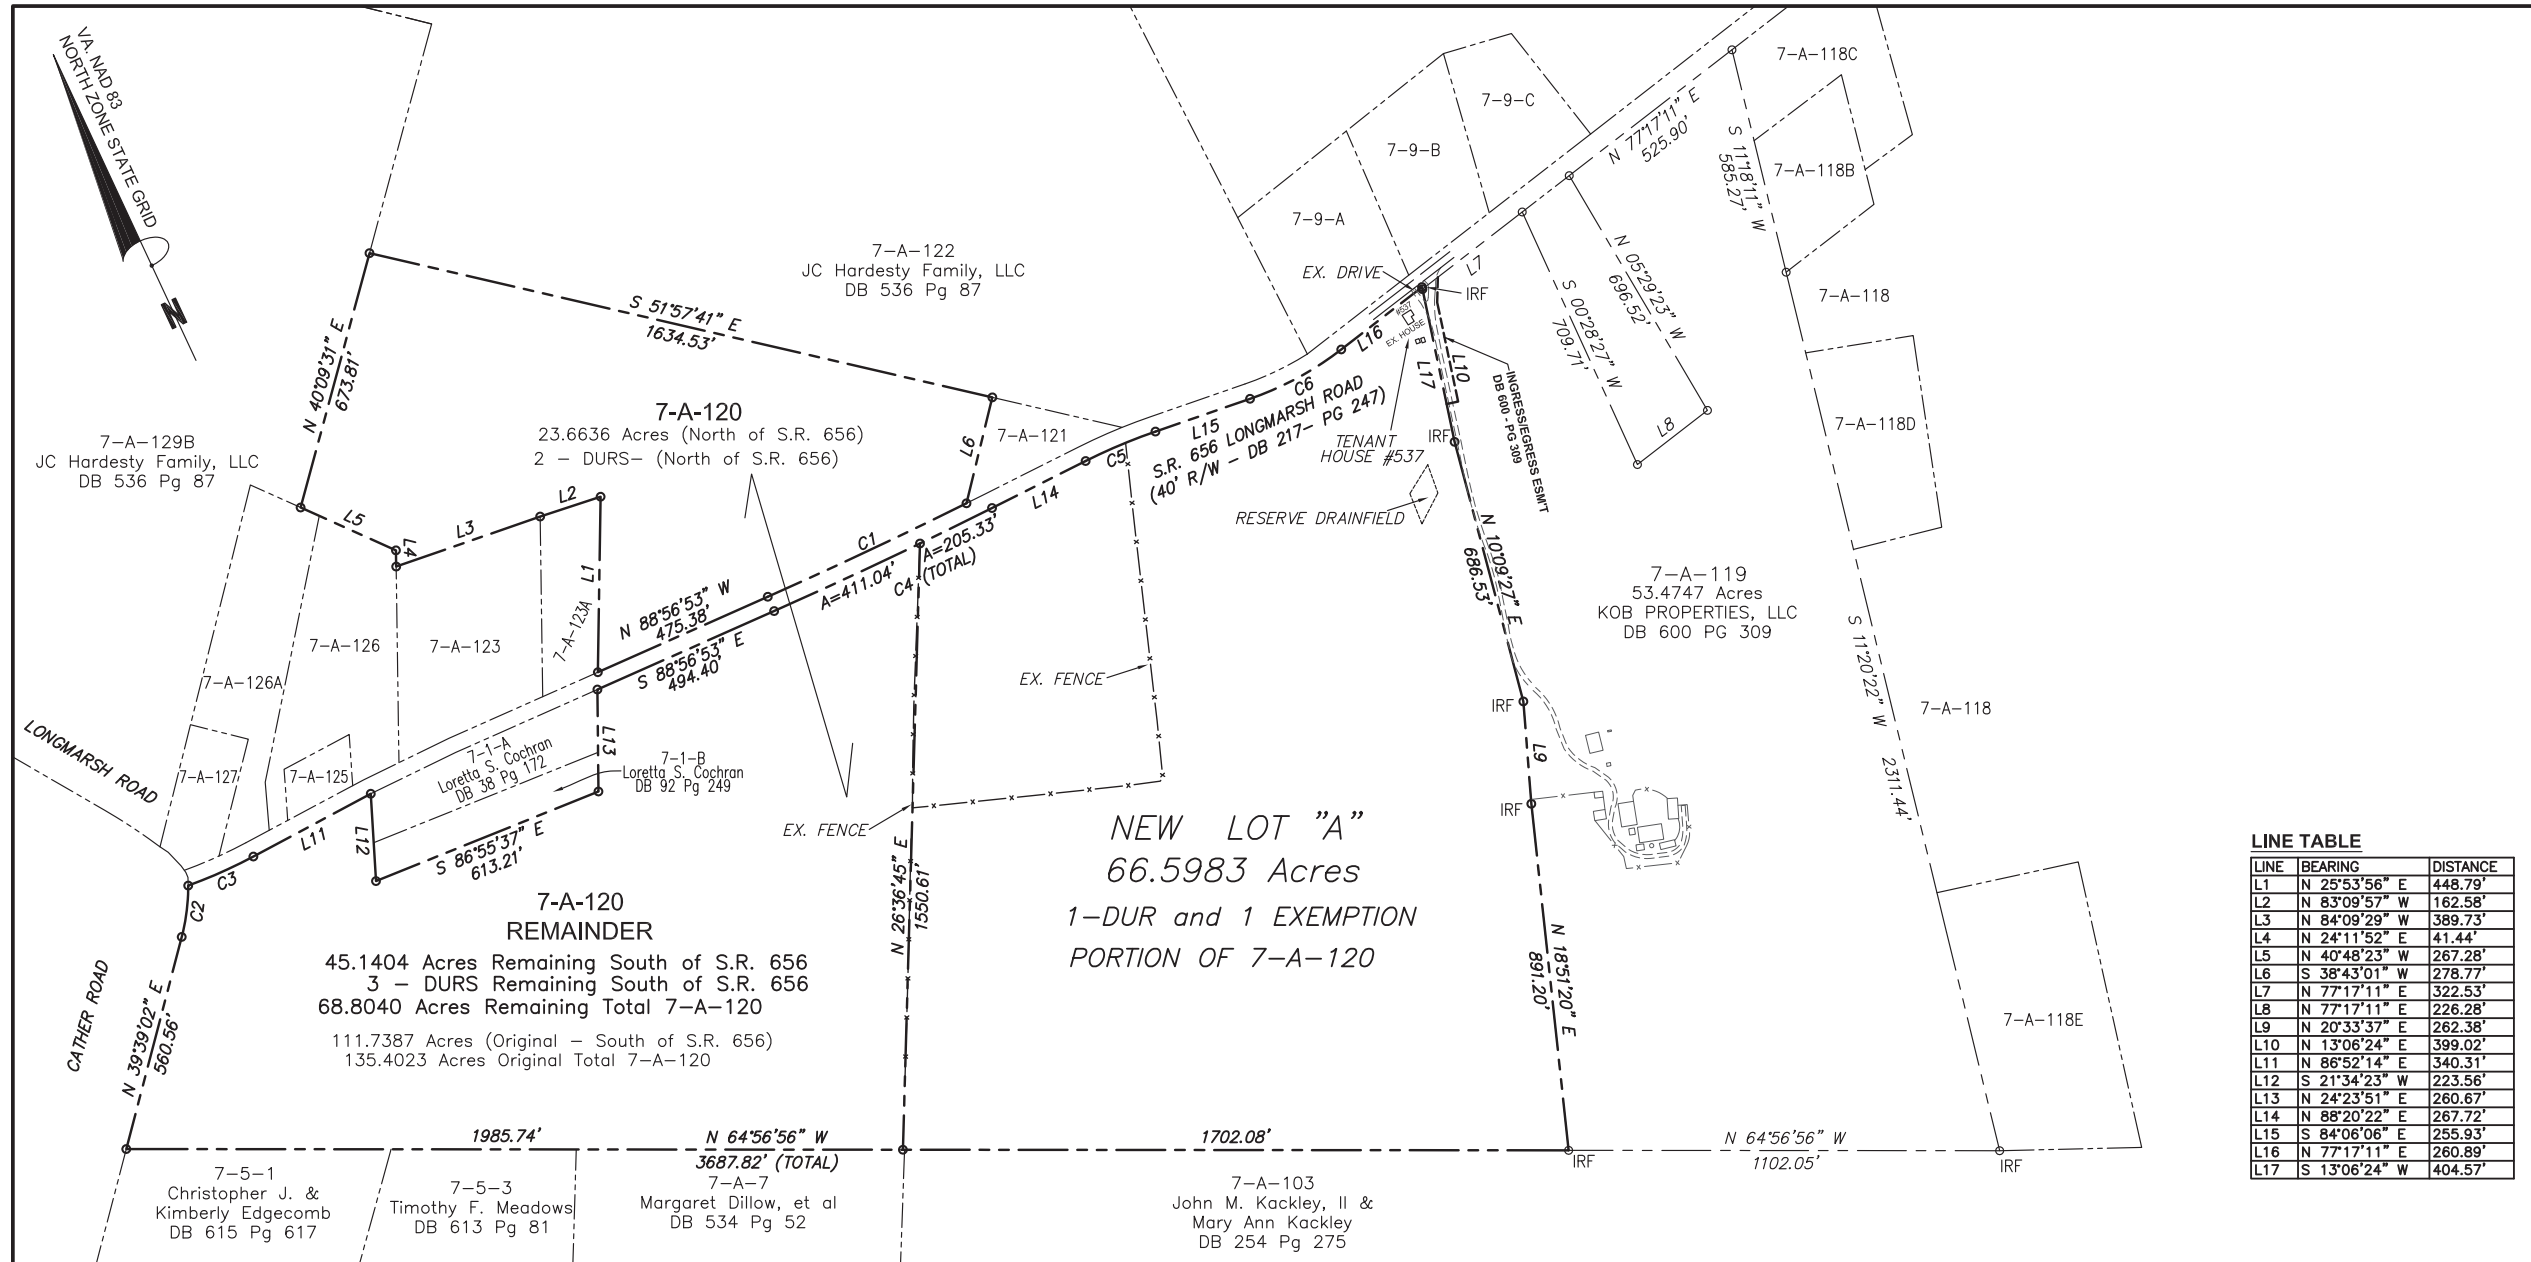 VA. NAD 83
NORTH ZONE STATE GRID
N
7-A-122
JC Hardesty Family, LLC
DB 536 Pg 87
S 51°57'41" E
1634.53'
N 40°09'31" E
673.81'
7-A-129B
JC Hardesty Family, LLC
DB 536 Pg 87
7-A-120
23.6636 Acres (North of S.R. 656)
2 - DURS- (North of S.R. 656)
L6
7-A-121
L5
L4
L3
L2
L1
7-A-126A
7-A-126
7-A-123
7-A-123A
7-A-127
7-A-125
LONGMARSH ROAD
CATHER ROAD
N 88°56'53" W
475.38'
S 88°56'53" E
494.40'
C1
A=411.04'
A=205.33'
C4 (TOTAL)
L14
C5
L15
C6
L16
S.R. 656 LONGMARSH ROAD
(40' R/W - DB 217- PG 247)
7-9-A
7-9-B
7-9-C
EX. DRIVE
IRF
L7
#537
EX. HOUSE
L17
L10
INGRESS/EGRESS ESM'T
DB 600 - PG 309
TENANT
HOUSE #537
IRF
RESERVE DRAINFIELD
N 77°17'11" E
525.90'
S 11°18'11" W
585.27'
N 05°29'23" W
696.52'
S 00°28'27" W
709.71'
L8
7-A-118C
7-A-118B
7-A-118
7-A-118D
7-A-119
53.4747 Acres
KOB PROPERTIES, LLC
DB 600 PG 309
N 10°09'27" E
686.53'
S 11°20'22" W 2311.44'
7-A-118
7-A-118E
IRF
L9
IRF
N 18°51'20" E
891.20'
EX. FENCE
EX. FENCE
N 26°36'45" E
1550.61'
NEW LOT "A"
66.5983 Acres
1-DUR and 1 EXEMPTION
PORTION OF 7-A-120
7-1-A
Loretta S. Cochran
DB 38 Pg 172
L13
7-1-B
Loretta S. Cochran
DB 92 Pg 249
L11
L12
C3
C2
S 86°55'37" E
613.21'
N 39°39'02" E
560.56'
7-A-120
REMAINDER
45.1404 Acres Remaining South of S.R. 656
3 - DURS Remaining South of S.R. 656
68.8040 Acres Remaining Total 7-A-120
111.7387 Acres (Original - South of S.R. 656)
135.4023 Acres Original Total 7-A-120
1985.74'
N 64°56'56" W
3687.82' (TOTAL)
1702.08'
IRF
N 64°56'56" W
1102.05'
IRF
7-5-1
Christopher J. &
Kimberly Edgecomb
DB 615 Pg 617
7-5-3
Timothy F. Meadows
DB 613 Pg 81
7-A-7
Margaret Dillow, et al
DB 534 Pg 52
7-A-103
John M. Kackley, II &
Mary Ann Kackley
DB 254 Pg 275
LINE TABLE
LINE BEARING DISTANCE
L1 N 25°53'56" E 448.79'
L2 N 83°09'57" W 162.58'
L3 N 84°09'29" W 389.73'
L4 N 24°11'52" E 41.44'
L5 N 40°48'23" W 267.28'
L6 S 38°43'01" W 278.77'
L7 N 77°17'11" E 322.53'
L8 N 77°17'11" E 226.28'
L9 N 20°33'37" E 262.38'
L10 N 13°06'24" E 399.02'
L11 N 86°52'14" E 340.31'
L12 S 21°34'23" W 223.56'
L13 N 24°23'51" E 260.67'
L14 N 88°20'22" E 267.72'
L15 S 84°06'06" E 255.93'
L16 N 77°17'11" E 260.89'
L17 S 13°06'24" W 404.57'